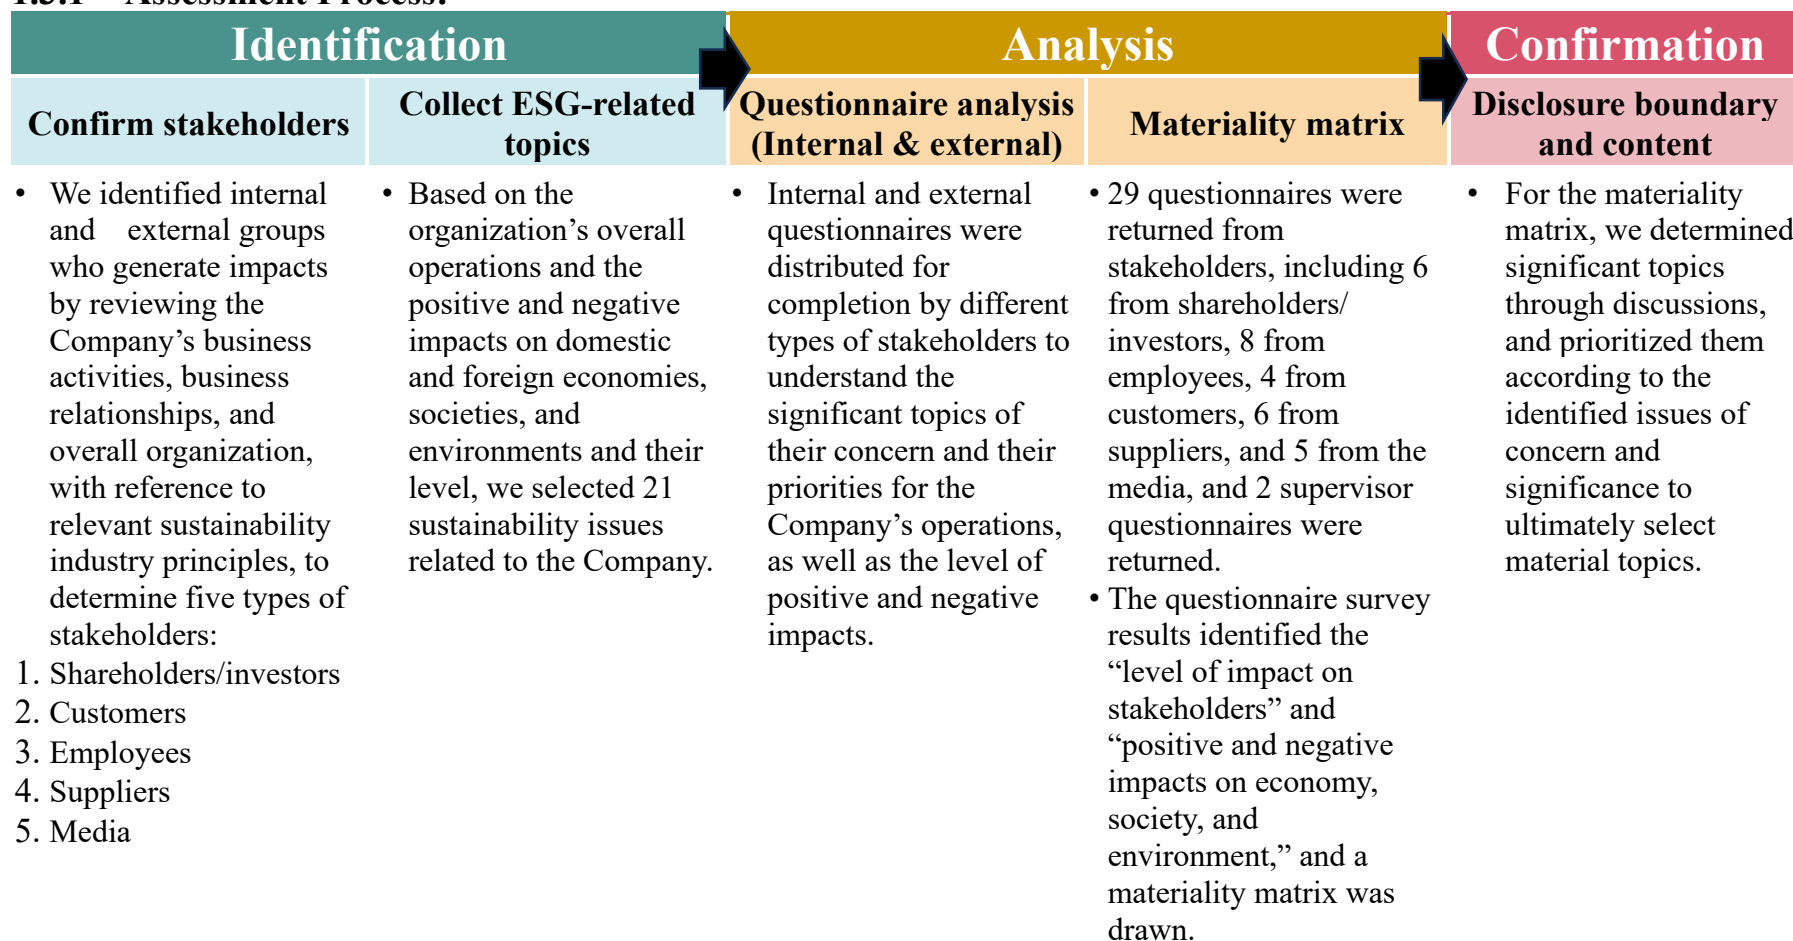 1.3.1 Assessment Process:
Identification
Analysis
Confirmation
Confirm stakeholders
Collect ESG-related
topics
Questionnaire analysis
(Internal & external)
Materiality matrix
Disclosure boundary
and content
• We identified internal
and external groups
who generate impacts
by reviewing the
Company’s business
activities, business
relationships, and
overall organization,
with reference to
relevant sustainability
industry principles, to
determine five types of
stakeholders:
1. Shareholders/investors
2. Customers
3. Employees
4. Suppliers
5. Media
• Based on the
organization’s overall
operations and the
positive and negative
impacts on domestic
and foreign economies,
societies, and
environments and their
level, we selected 21
sustainability issues
related to the Company.
• Internal and external
questionnaires were
distributed for
completion by different
types of stakeholders to
understand the
significant topics of
their concern and their
priorities for the
Company’s operations,
as well as the level of
positive and negative
impacts.
• 29 questionnaires were
returned from
stakeholders, including 6
from shareholders/
investors, 8 from
employees, 4 from
customers, 6 from
suppliers, and 5 from the
media, and 2 supervisor
questionnaires were
returned.
• The questionnaire survey
results identified the
“level of impact on
stakeholders” and
“positive and negative
impacts on economy,
society, and
environment,” and a
materiality matrix was
drawn.
• For the materiality
matrix, we determined
significant topics
through discussions,
and prioritized them
according to the
identified issues of
concern and
significance to
ultimately select
material topics.